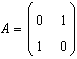 A = ( 0 1
1 0 )